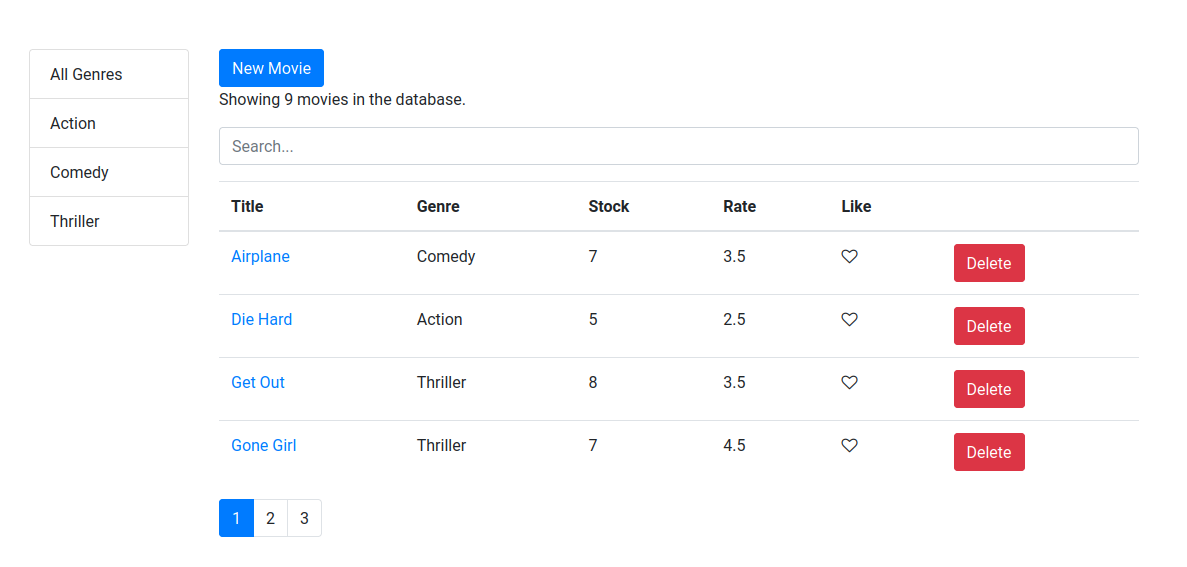 All Genres
Action
Comedy
Thriller
New Movie
Showing 9 movies in the database.
Search...
Title Genre Stock Rate Like
Airplane Comedy 7 3.5 Delete
Die Hard Action 5 2.5 Delete
Get Out Thriller 8 3.5 Delete
Gone Girl Thriller 7 4.5 Delete
1 2 3